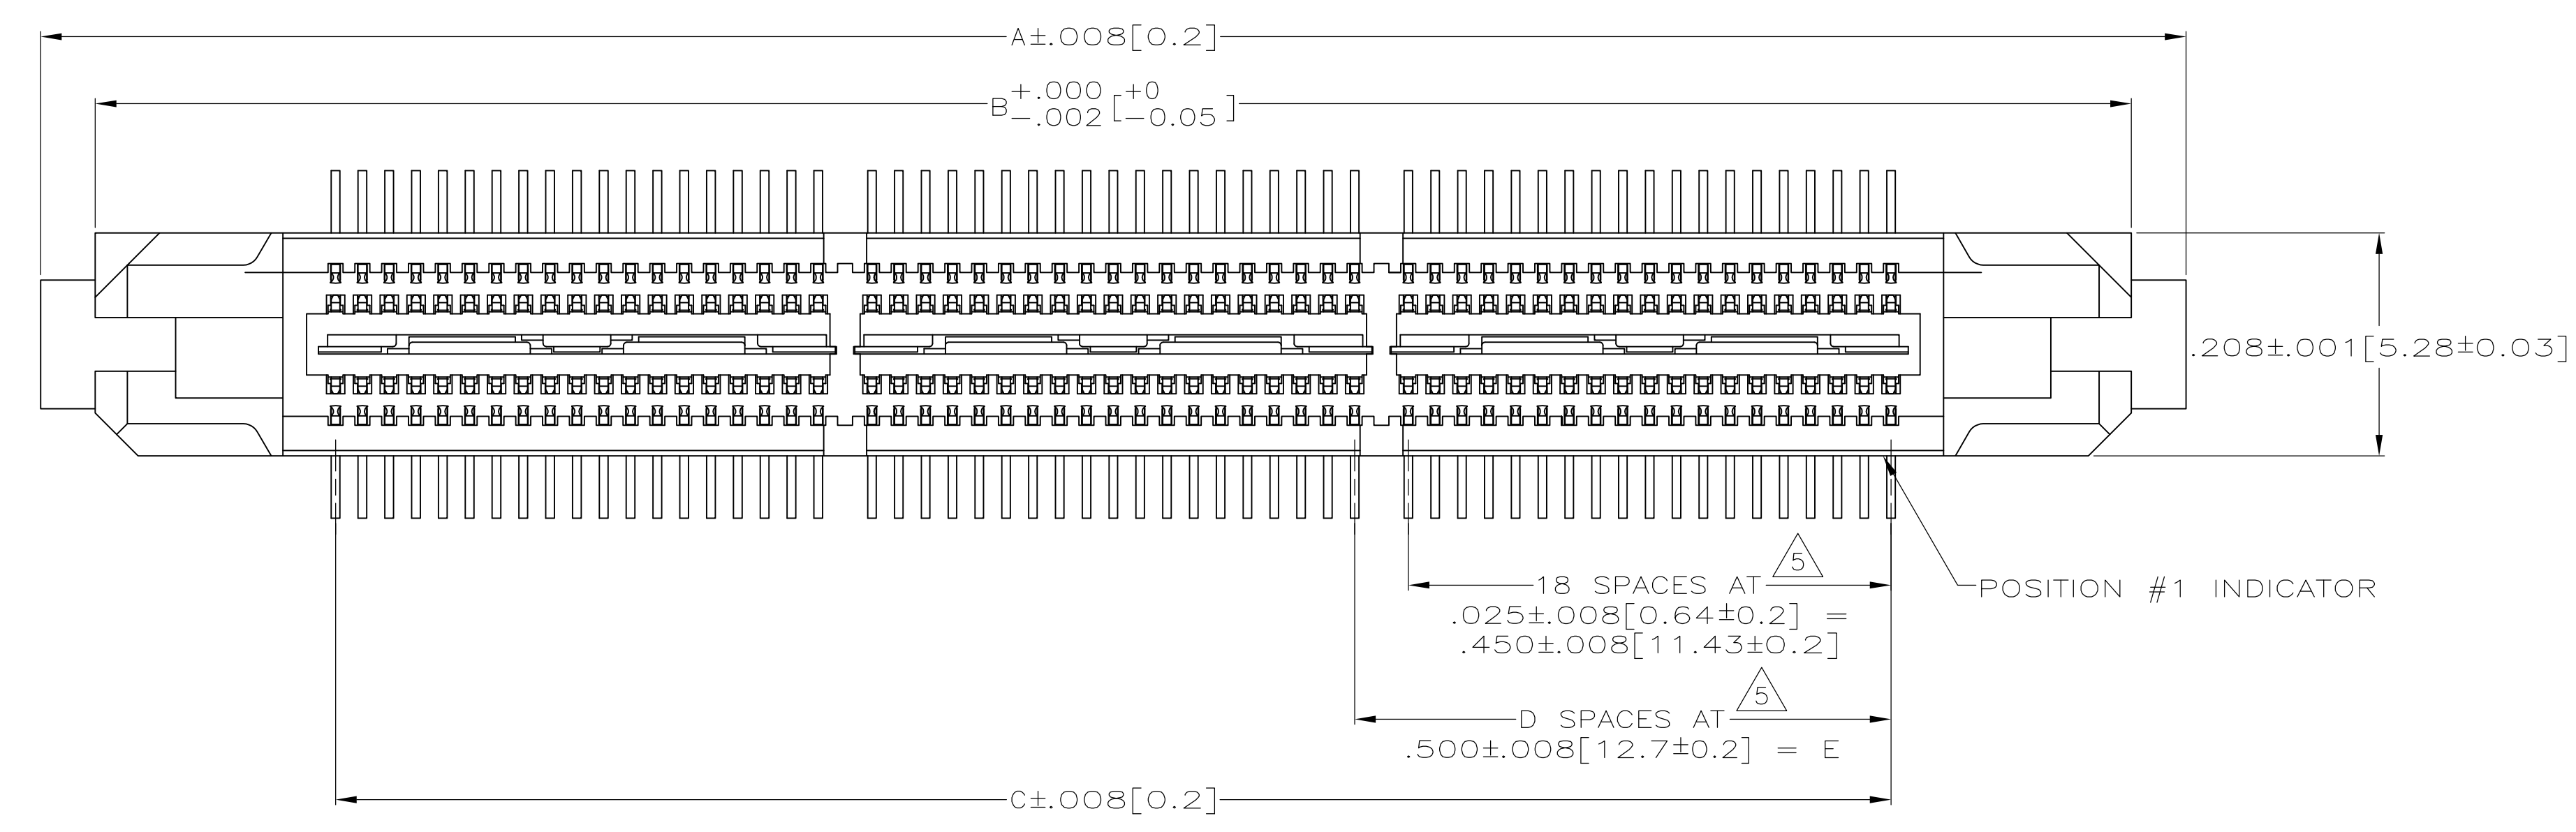 A±.008[0.2]
B +.000 -.002 [+0 -0.05]
.208±.001[5.28±0.03]
5
18 SPACES AT
.025±.008[0.64±0.2] =
.450±.008[11.43±0.2]
POSITION #1 INDICATOR
5
D SPACES AT
.500±.008[12.7±0.2] = E
C±.008[0.2]